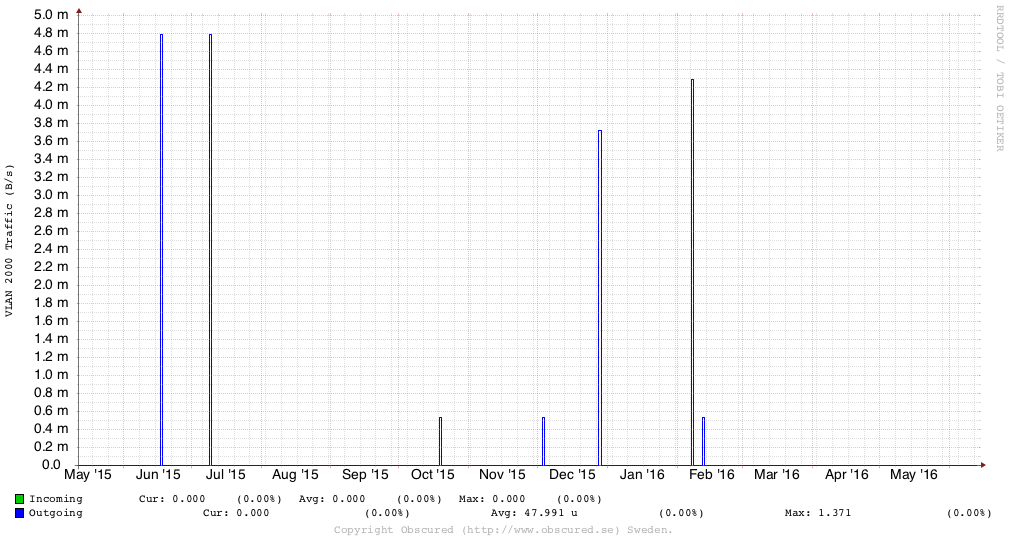 5.0 m
4.8 m
4.6 m
4.4 m
4.2 m
4.0 m
3.8 m
3.6 m
3.4 m
3.2 m
3.0 m
2.8 m
2.6 m
2.4 m
2.2 m
2.0 m
1.8 m
1.6 m
1.4 m
1.2 m
1.0 m
0.8 m
0.6 m
0.4 m
0.2 m
0.0
VLAN 2000 Traffic (B/s)
RRDTOOL / TOBI OETIKER
May '15 Jun '15 Jul '15 Aug '15 Sep '15 Oct '15 Nov '15 Dec '15 Jan '16 Feb '16 Mar '16 Apr '16 May '16
Incoming Cur: 0.000 (0.00%) Avg: 0.000 (0.00%) Max: 0.000 (0.00%)
Outgoing Cur: 0.000 (0.00%) Avg: 47.991 u (0.00%) Max: 1.371 (0.00%)
Copyright Obscured (http://www.obscured.se) Sweden.